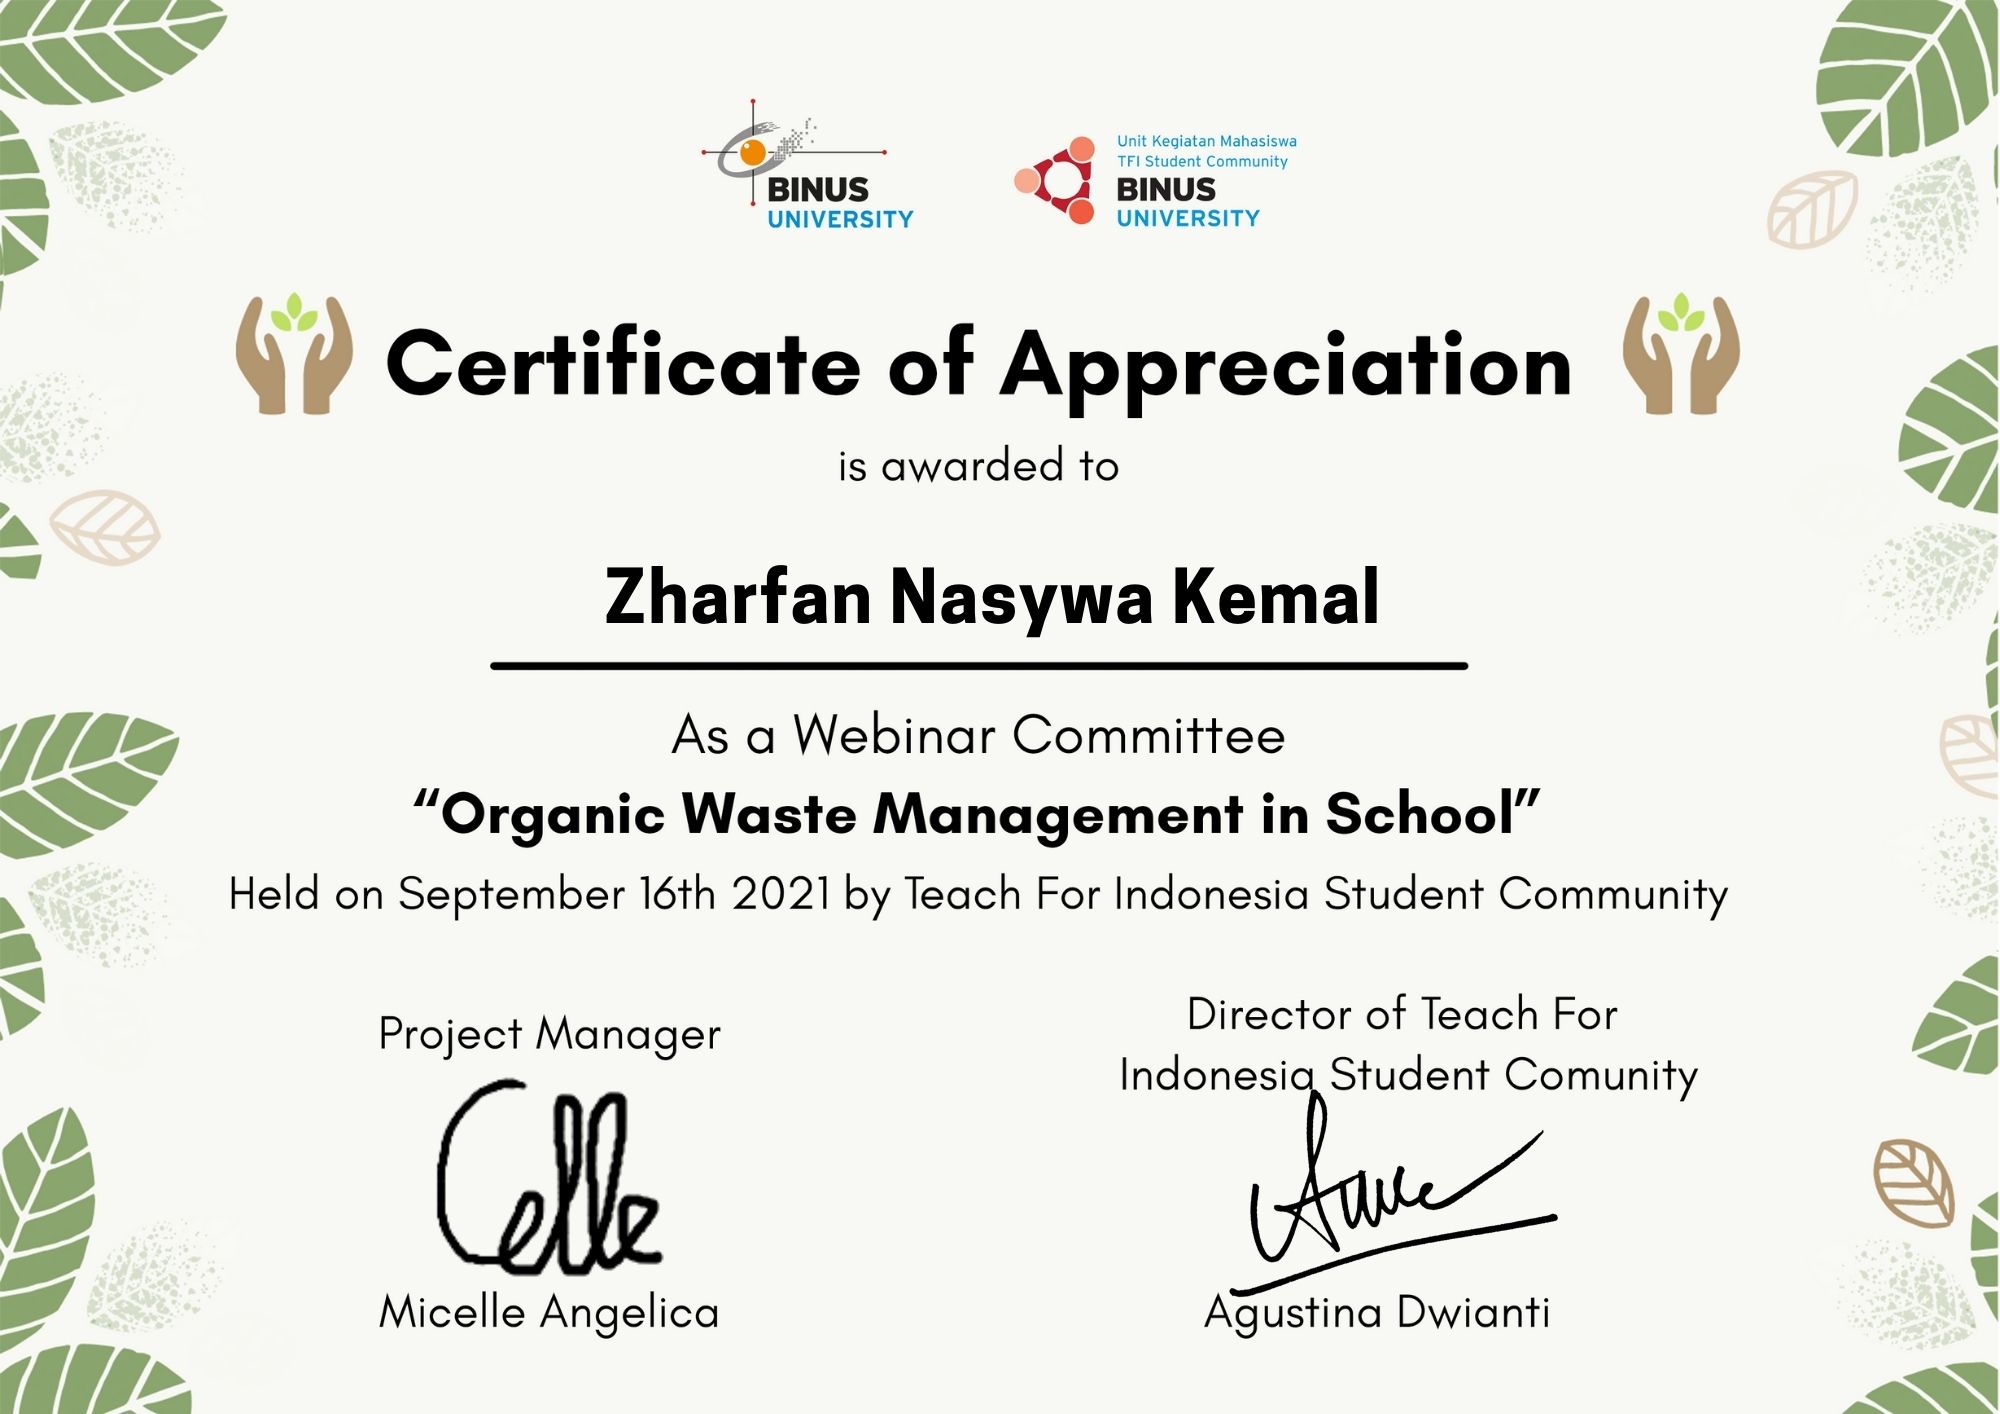 BINUS
UNIVERSITY
Unit Kegiatan Mahasiswa
TFI Student Community
BINUS
UNIVERSITY
Certificate of Appreciation
is awarded to
Zharfan Nasywa Kemal
As a Webinar Committee
“Organic Waste Management in School”
Held on September 16th 2021 by Teach For Indonesia Student Community
Project Manager
Celle
Micelle Angelica
Director of Teach For
Indonesia Student Comunity
Agustina Dwianti